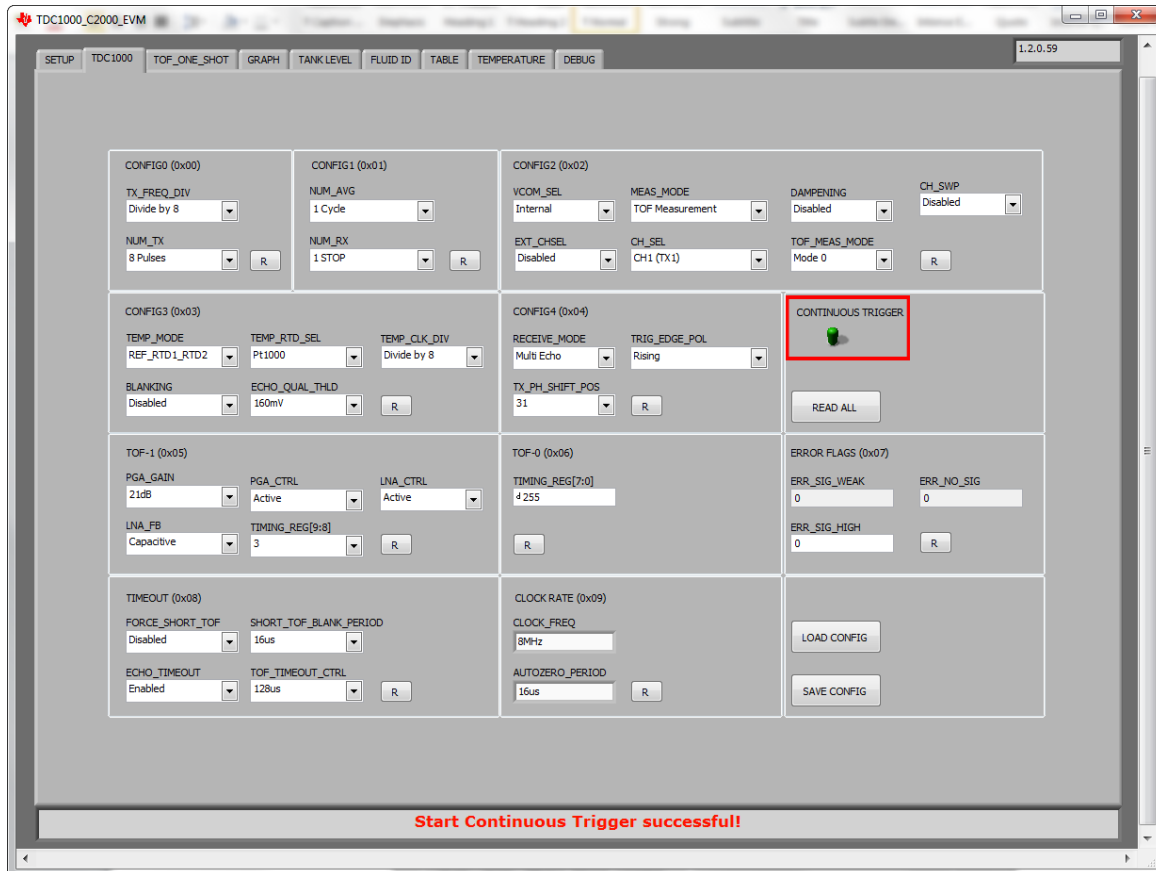 TDC1000_C2000_EVM
1.2.0.59
SETUP TDC1000 TOF_ONE_SHOT GRAPH TANK LEVEL FLUID ID TABLE TEMPERATURE DEBUG
CONFIG0 (0x00)
TX_FREQ_DIV
Divide by 8
NUM_TX
8 Pulses
R
CONFIG1 (0x01)
NUM_AVG
1 Cycle
NUM_RX
1 STOP
R
CONFIG2 (0x02)
VCOM_SEL MEAS_MODE DAMPENING CH_SWP
Internal TOF Measurement Disabled Disabled
EXT_CHSEL CH_SEL TOF_MEAS_MODE
Disabled CH1 (TX1) Mode 0 R
CONFIG3 (0x03)
TEMP_MODE TEMP_RTD_SEL TEMP_CLK_DIV
REF_RTD1_RTD2 Pt1000 Divide by 8
BLANKING ECHO_QUAL_THLD
Disabled 160mV R
CONFIG4 (0x04)
RECEIVE_MODE TRIG_EDGE_POL
Multi Echo Rising
TX_PH_SHIFT_POS
31 R
CONTINUOUS TRIGGER
READ ALL
TOF-1 (0x05)
PGA_GAIN PGA_CTRL LNA_CTRL
21dB Active Active
LNA_FB TIMING_REG[9:8]
Capacitive 3 R
TOF-0 (0x06)
TIMING_REG[7:0]
d 255
R
ERROR FLAGS (0x07)
ERR_SIG_WEAK ERR_NO_SIG
0 0
ERR_SIG_HIGH
0 R
TIMEOUT (0x08)
FORCE_SHORT_TOF SHORT_TOF_BLANK_PERIOD
Disabled 16us
ECHO_TIMEOUT TOF_TIMEOUT_CTRL
Enabled 128us R
CLOCK RATE (0x09)
CLOCK_FREQ
8MHz
AUTOZERO_PERIOD
16us R
LOAD CONFIG
SAVE CONFIG
Start Continuous Trigger successful!